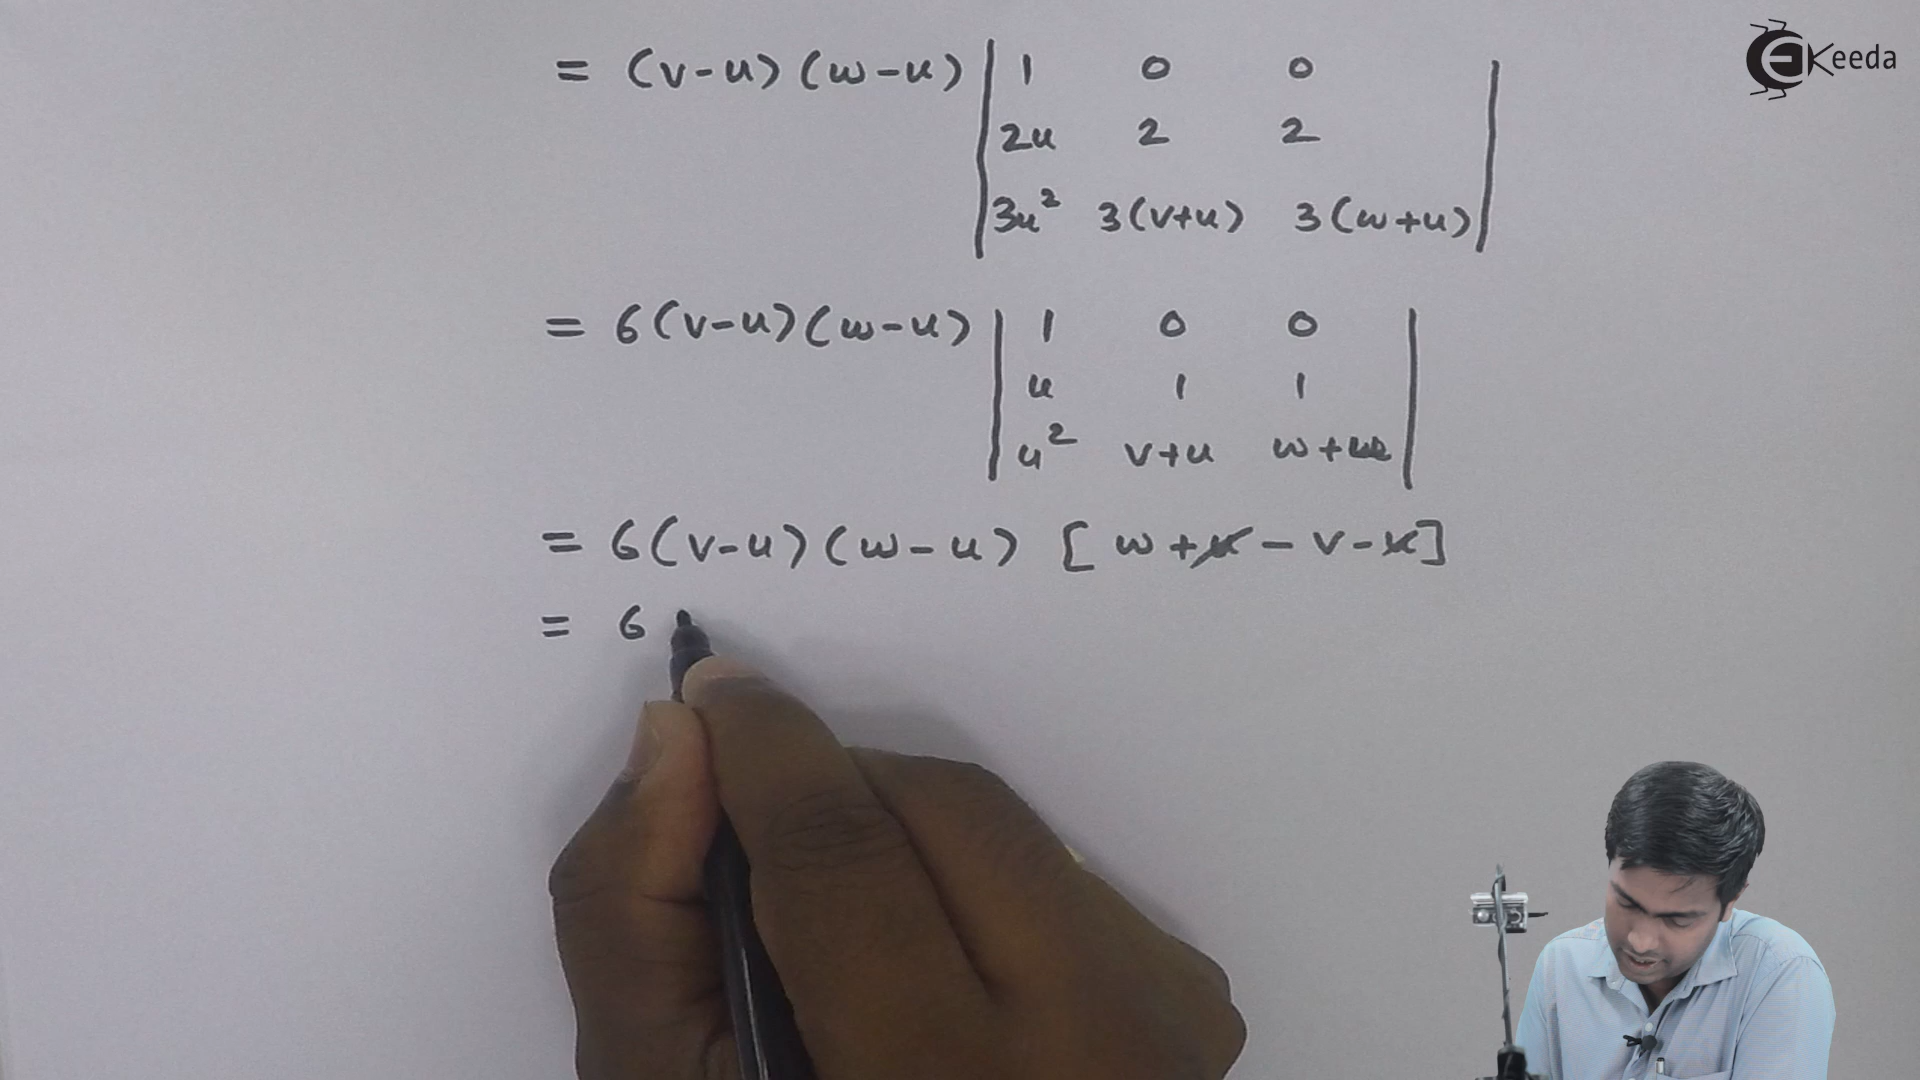 = (v-u) (w-u) | 1 0 0 |
| 2u 2 2 |
| 3u² 3(v+u) 3(w+u) |
= 6(v-u)(w-u) | 1 0 0 |
| u 1 1 |
| u² v+u w+u |
= 6(v-u)(w-u) [w+u-v-u]
= 6
Keeda